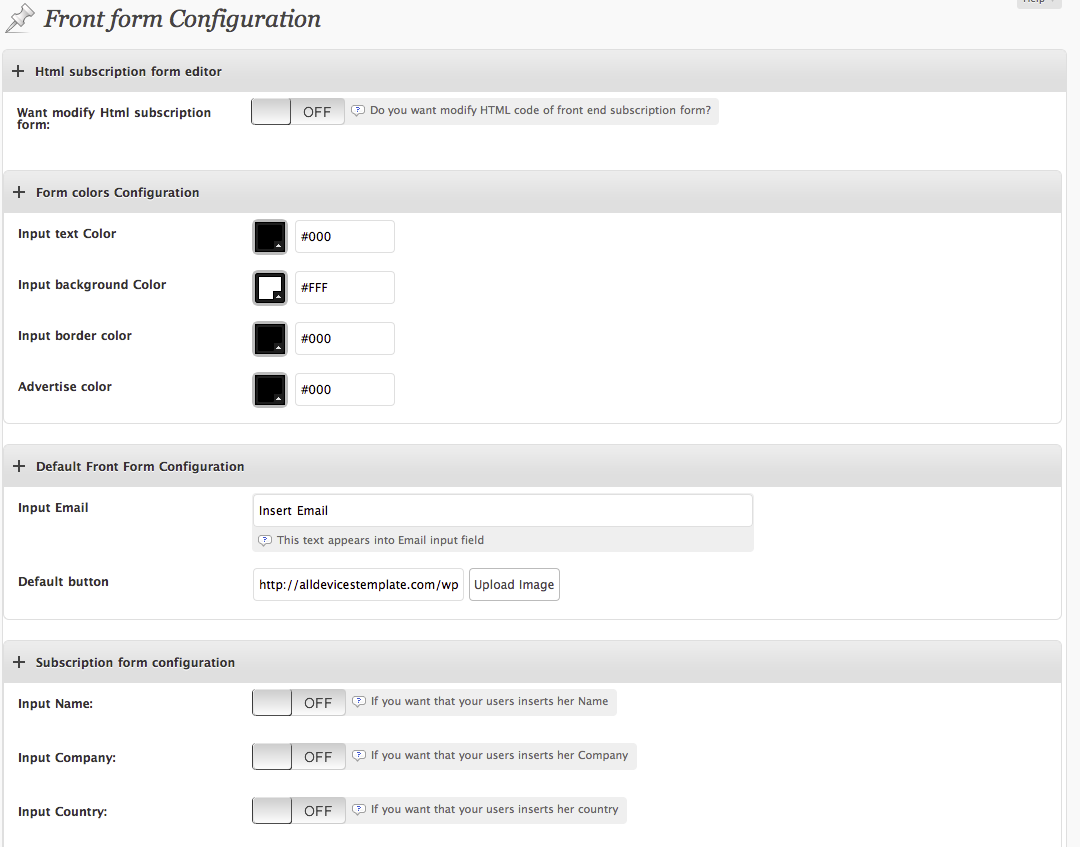 Help
Front form Configuration
Html subscription form editor
Want modify Html subscription
form:
OFF
Do you want modify HTML code of front end subscription form?
Form colors Configuration
Input text Color
#000
Input background Color
#FFF
Input border color
#000
Advertise color
#000
Default Front Form Configuration
Input Email
Insert Email
This text appears into Email input field
Default button
http://alldevicestemplate.com/wp
Upload Image
Subscription form configuration
Input Name:
OFF
If you want that your users inserts her Name
Input Company:
OFF
If you want that your users inserts her Company
Input Country:
OFF
If you want that your users inserts her country